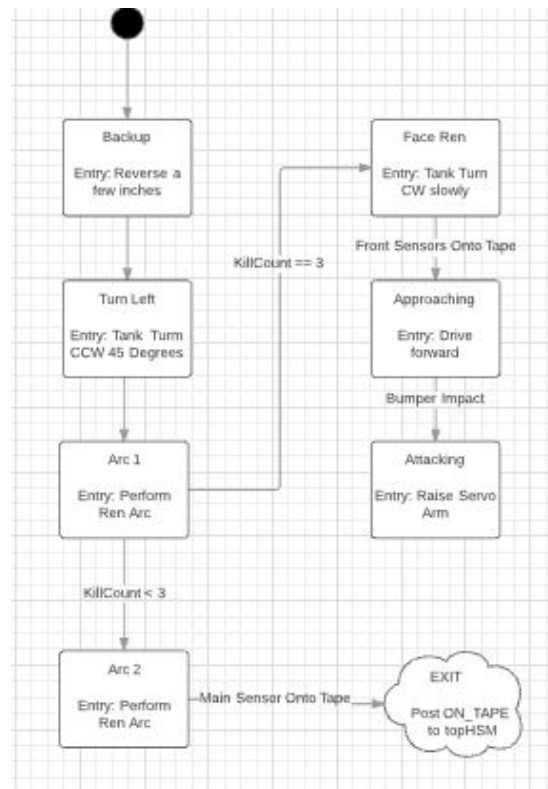 Backup
Entry: Reverse a
few inches
Face Ren
Entry: Tank Turn
CW slowly
KillCount == 3
Front Sensors Onto Tape
Turn Left
Entry: Tank Turm
CCW 45 Degrees
Approaching
Entry: Drive
forward
Bumper Impact
Arc 1
Entry: Perform
Ren Arc
Attacking
Entry: Raise Servo
Arm
KillCount < 3
Arc 2
Entry: Perform
Ren Arc
Main Sensor Onto Tape
EXIT
Post ON_TAPE
to topHSM